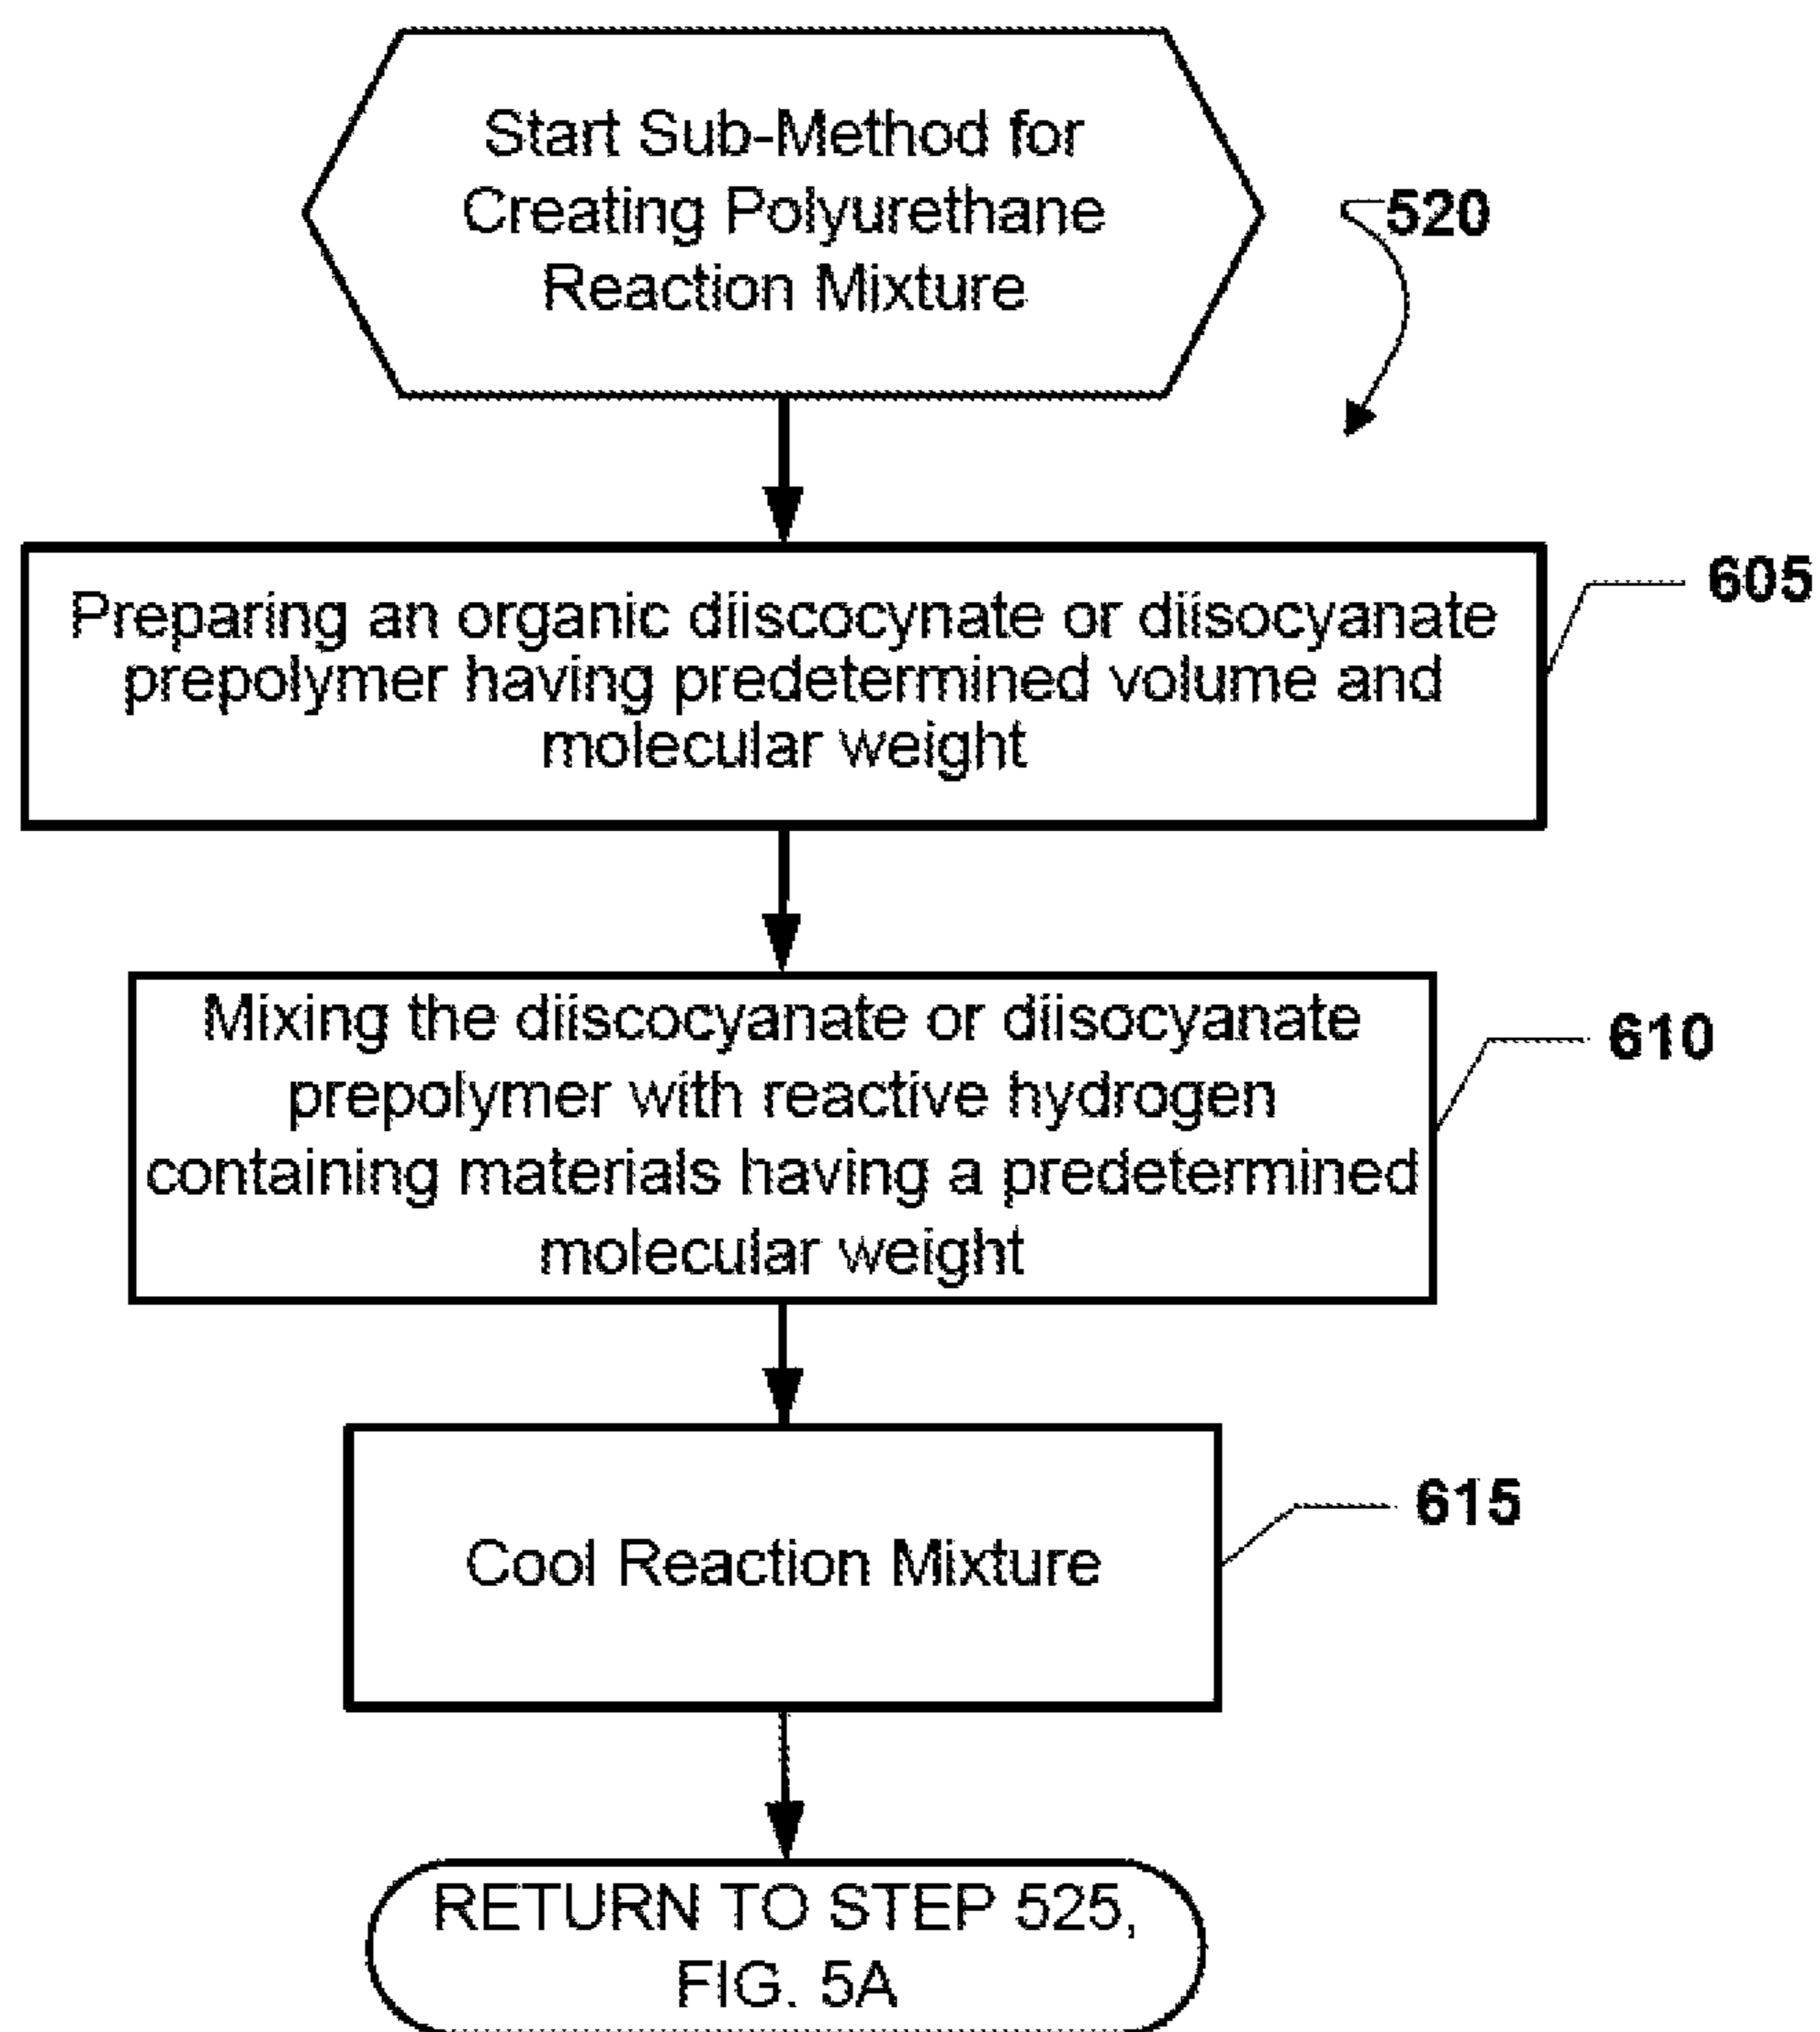 Start Sub-Method for
Creating Polyurethane
Reaction Mixture
520
Preparing an organic diiscocynate or diisocyanate
prepolymer having predetermined volume and
molecular weight
605
Mixing the diiscocyanate or diisocyanate
prepolymer with reactive hydrogen
containing materials having a predetermined
molecular weight
610
Cool Reaction Mixture
615
RETURN TO STEP 525,
FIG. 5A